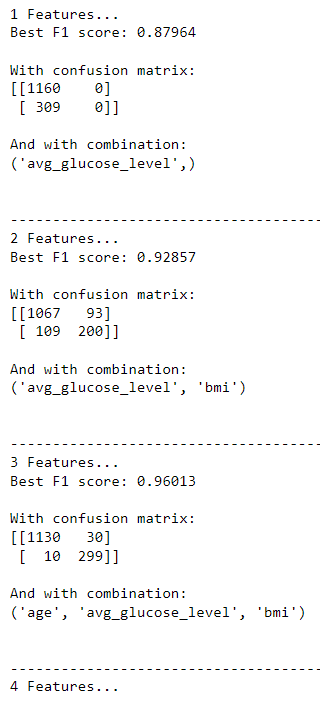 1 Features...
Best F1 score: 0.87964
With confusion matrix:
[[1160    0]
 [ 309    0]]
And with combination:
('avg_glucose_level',)
--------------------------------------
2 Features...
Best F1 score: 0.92857
With confusion matrix:
[[1067   93]
 [ 109  200]]
And with combination:
('avg_glucose_level', 'bmi')
--------------------------------------
3 Features...
Best F1 score: 0.96013
With confusion matrix:
[[1130   30]
 [  10  299]]
And with combination:
('age', 'avg_glucose_level', 'bmi')
--------------------------------------
4 Features...